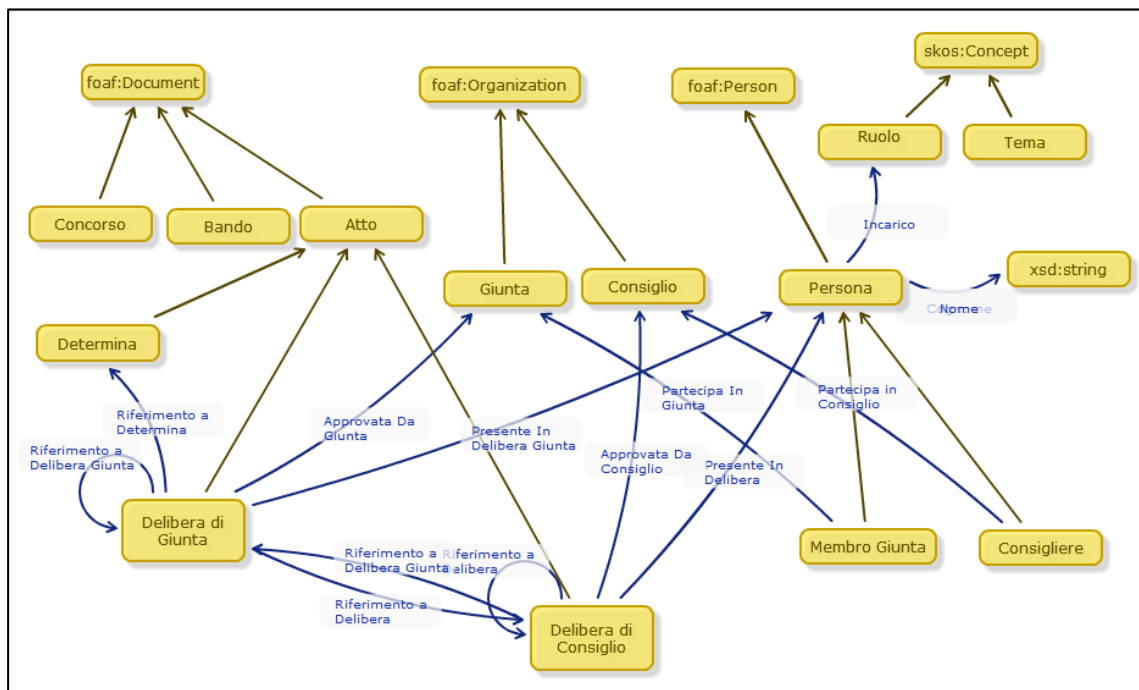 skos:Concept
foaf:Document
foaf:Organization
foaf:Person
Ruolo
Tema
Concorso
Bando
Atto
Incarico
Giunta
Consiglio
Persona
xsd:string
Nome
Determina
Riferimento a
Determina
Approvata Da
Giunta
Presente In
Delibera Giunta
Partecipa In
Giunta
Partecipa in
Consiglio
Riferimento a
Delibera Giunta
Approvata Da
Consiglio
Presente In
Delibera
Delibera di
Giunta
Membro Giunta
Consigliere
Riferimento a
Delibera Giunta
Riferimento a
Delibera
Riferimento a
Delibera
Delibera di
Consiglio